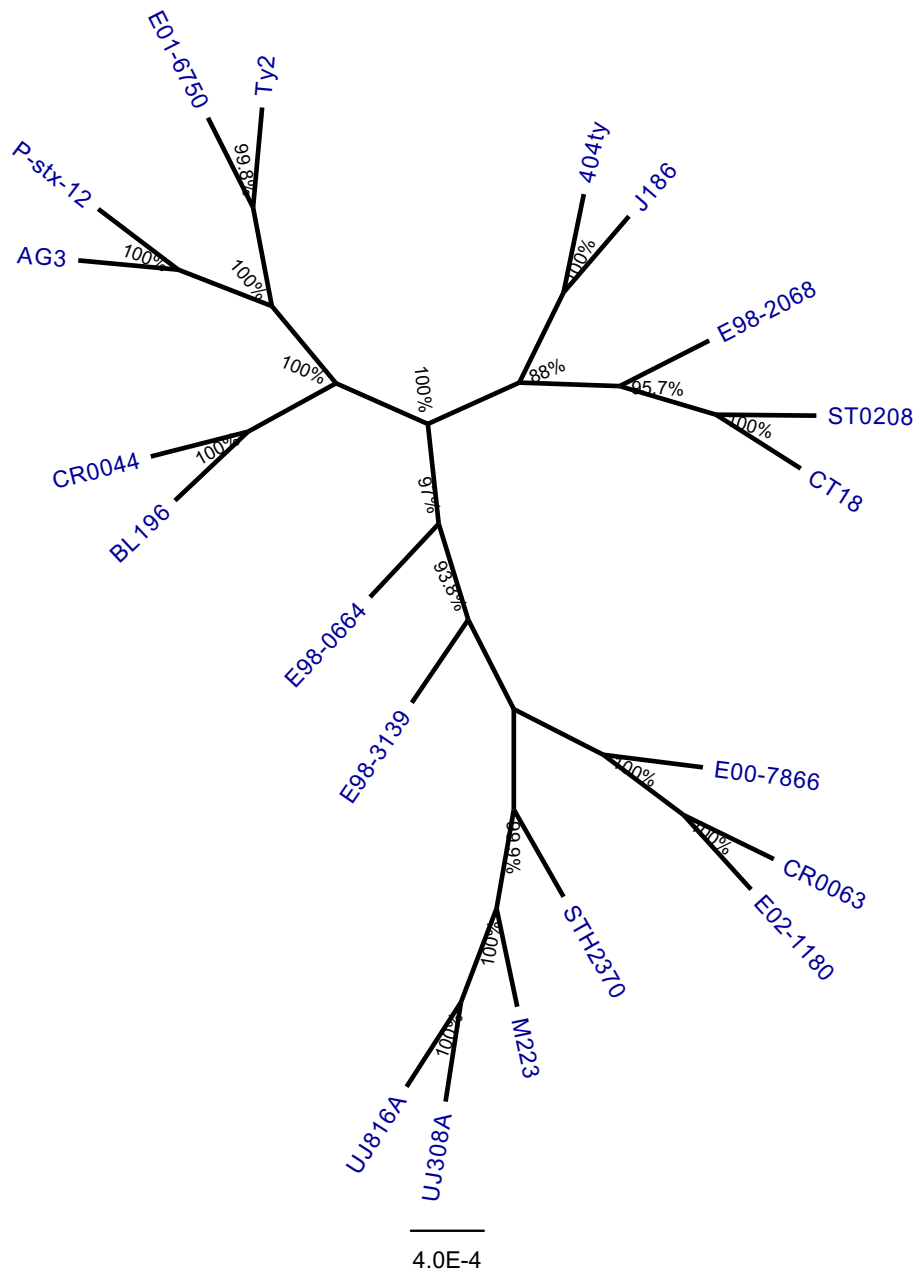 E01-6750
Ty2
99.8%
P-stx-12
AG3
100%
100%
404ty
J186
100%
E98-2068
88%
95.7%
ST0208
100%
CT18
100%
100%
CR0044
100%
BL196
97%
93.8%
E98-0664
E98-3139
E00-7866
100%
100%
CR0063
E02-1180
99.9%
STH2370
100%
M223
100%
UJ816A
UJ308A
4.0E-4